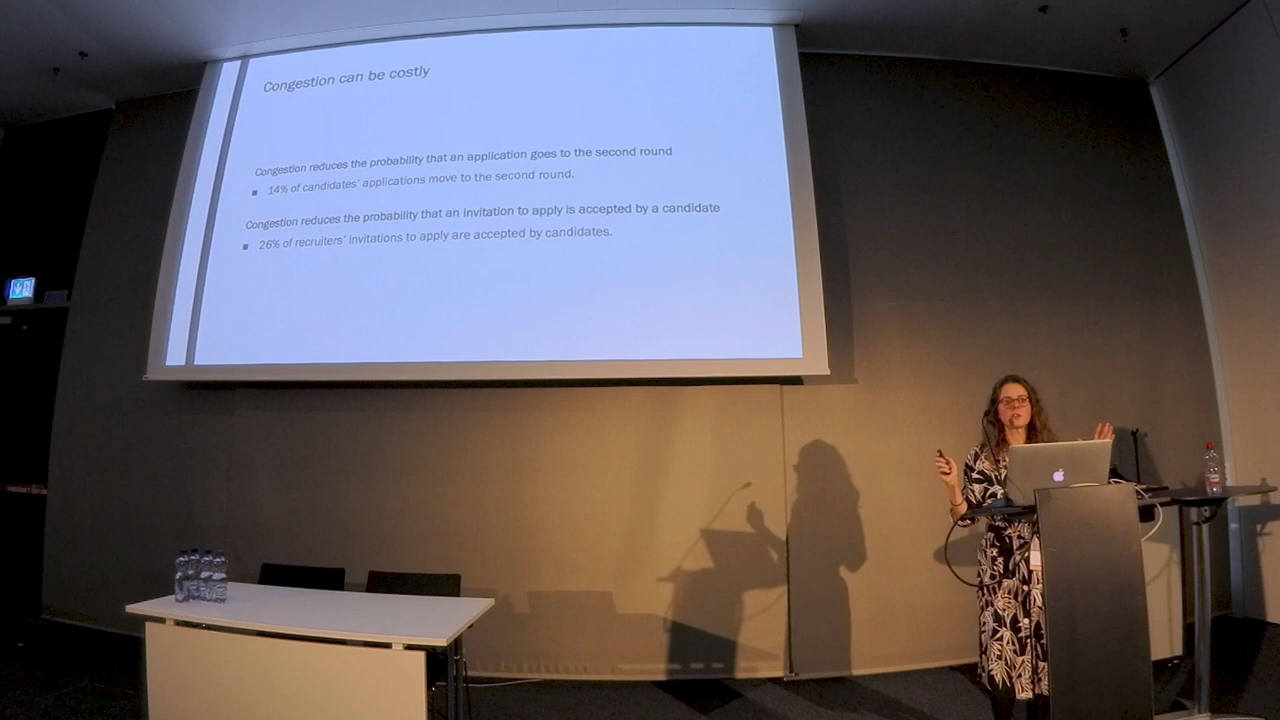 Congestion can be costly
Congestion reduces the probability that an application goes to the second round
14% of candidates' applications move to the second round.
Congestion reduces the probability that an invitation to apply is accepted by a candidate
26% of recruiters' invitations to apply are accepted by candidates.